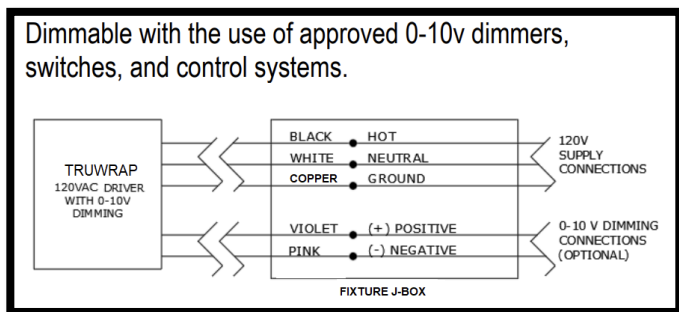 Dimmable with the use of approved 0-10v dimmers,
switches, and control systems.
TRUWRAP
120VAC DRIVER
WITH 0-10V
DIMMING
BLACK HOT
WHITE NEUTRAL
COPPER GROUND
VIOLET (+) POSITIVE
PINK (-) NEGATIVE
120V
SUPPLY
CONNECTIONS
0-10 V DIMMING
CONNECTIONS
(OPTIONAL)
FIXTURE J-BOX